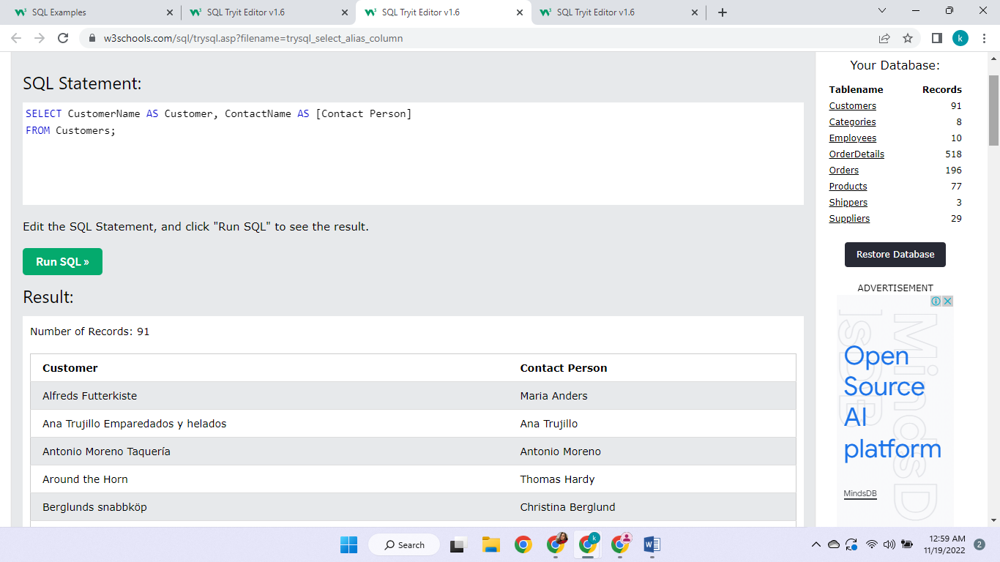 SQL Examples
SQL Tryit Editor v1.6
SQL Tryit Editor v1.6
SQL Tryit Editor v1.6
w3schools.com/sql/trysql.asp?filename=trysql_select_alias_column
k
SQL Statement:
SELECT CustomerName AS Customer, ContactName AS [Contact Person]
FROM Customers;
Edit the SQL Statement, and click "Run SQL" to see the result.
Run SQL »
Result:
Number of Records: 91
Customer Contact Person
Alfreds Futterkiste Maria Anders
Ana Trujillo Emparedados y helados Ana Trujillo
Antonio Moreno Taquería Antonio Moreno
Around the Horn Thomas Hardy
Berglunds snabbköp Christina Berglund
Your Database:
Tablename Records
Customers 91
Categories 8
Employees 10
OrderDetails 518
Orders 196
Products 77
Shippers 3
Suppliers 29
Restore Database
ADVERTISEMENT
MindsDB
MindsDB
Open
Source
AI
platform
MindsDB
Search
k
12:59 AM
11/19/2022
2